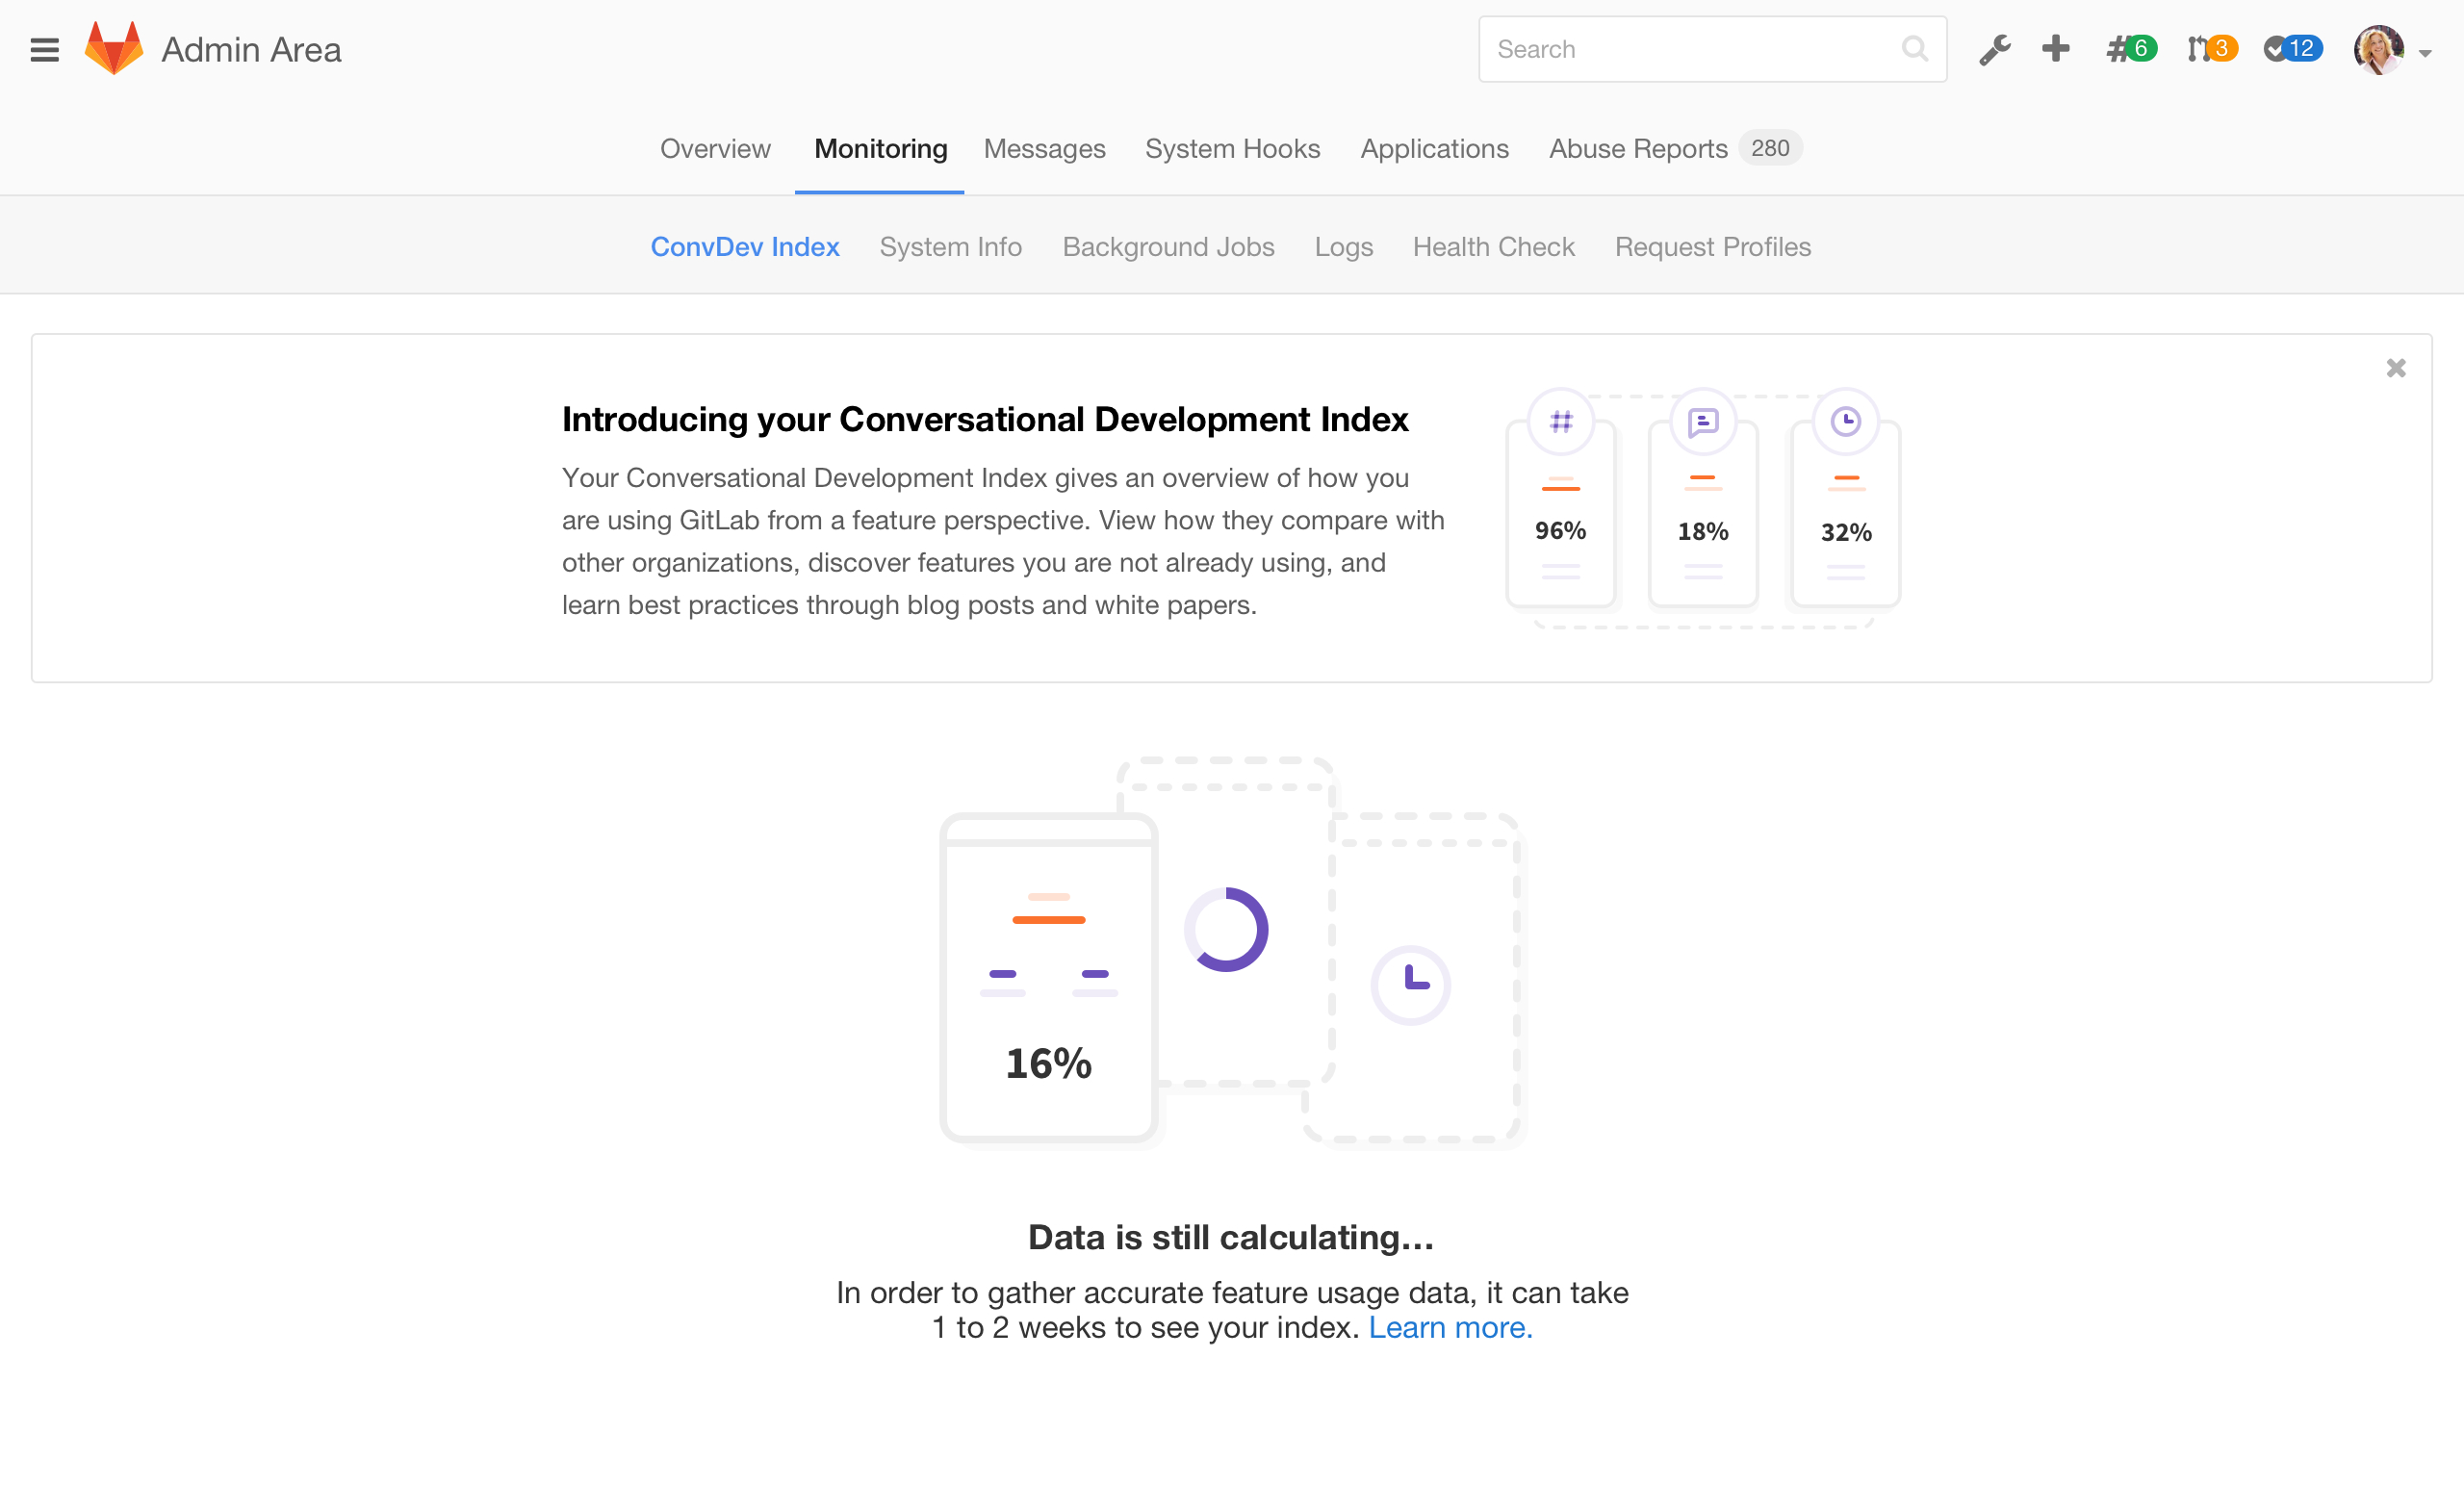 Admin Area
Search
6
3
12
Overview
Monitoring
Messages
System Hooks
Applications
Abuse Reports 280
ConvDev Index
System Info
Background Jobs
Logs
Health Check
Request Profiles
Introducing your Conversational Development Index
Your Conversational Development Index gives an overview of how you
are using GitLab from a feature perspective. View how they compare with
other organizations, discover features you are not already using, and
learn best practices through blog posts and white papers.
96%
18%
32%
16%
Data is still calculating...
In order to gather accurate feature usage data, it can take
1 to 2 weeks to see your index. Learn more.